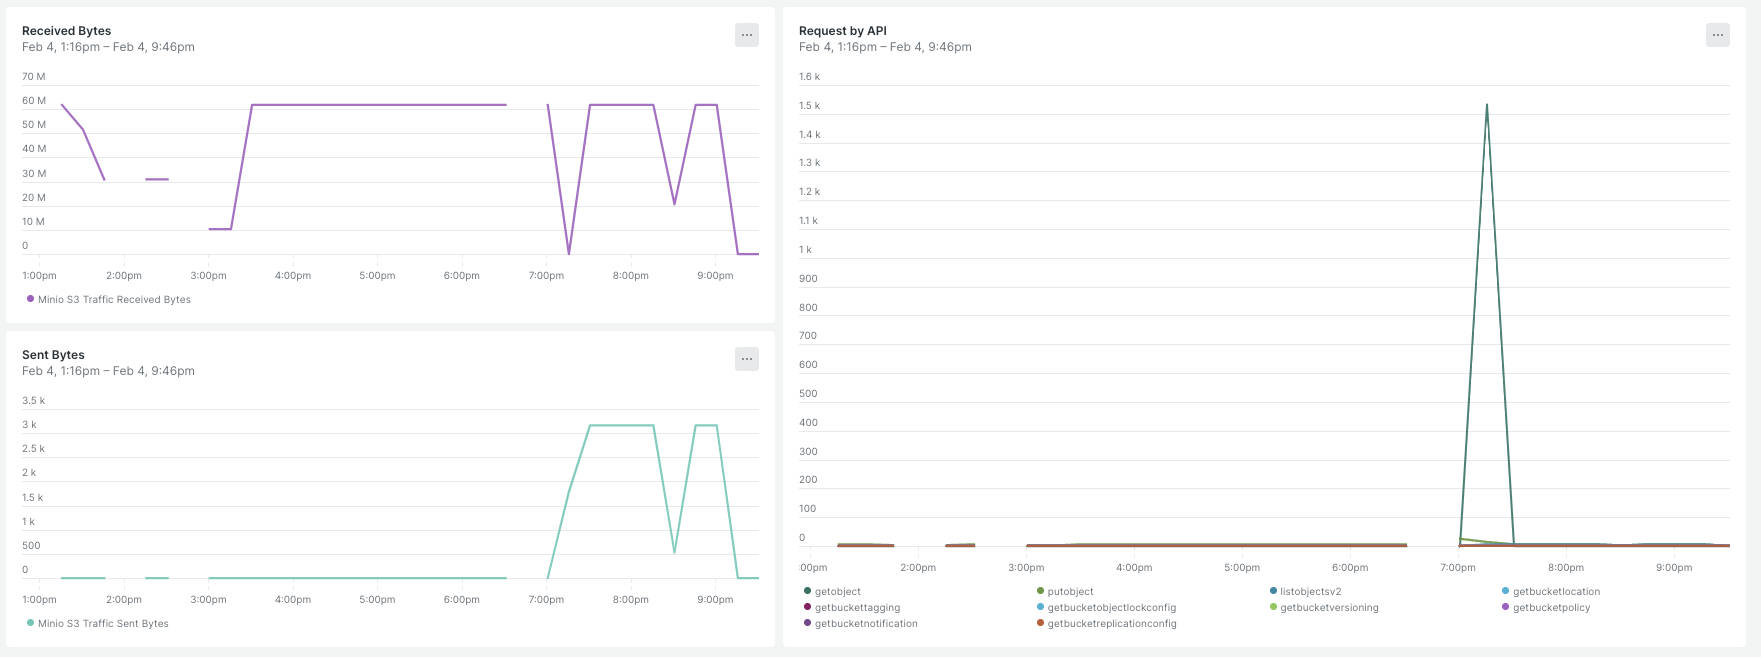 Received Bytes
Feb 4, 1:16pm – Feb 4, 9:46pm
...
70 M
60 M
50 M
40 M
30 M
20 M
10 M
0
1:00pm 2:00pm 3:00pm 4:00pm 5:00pm 6:00pm 7:00pm 8:00pm 9:00pm
Minio S3 Traffic Received Bytes
Sent Bytes
Feb 4, 1:16pm – Feb 4, 9:46pm
...
3.5 k
3 k
2.5 k
2 k
1.5 k
1 k
500
0
1:00pm 2:00pm 3:00pm 4:00pm 5:00pm 6:00pm 7:00pm 8:00pm 9:00pm
Minio S3 Traffic Sent Bytes
Request by API
Feb 4, 1:16pm – Feb 4, 9:46pm
...
1.6 k
1.5 k
1.4 k
1.3 k
1.2 k
1.1 k
1 k
900
800
700
600
500
400
300
200
100
0
:00pm 2:00pm 3:00pm 4:00pm 5:00pm 6:00pm 7:00pm 8:00pm 9:00pm
getobject putobject listobjectsv2 getbucketlocation
getbuckettagging getbucketobjectlockconfig getbucketversioning getbucketpolicy
getbucketnotification getbucketreplicationconfig